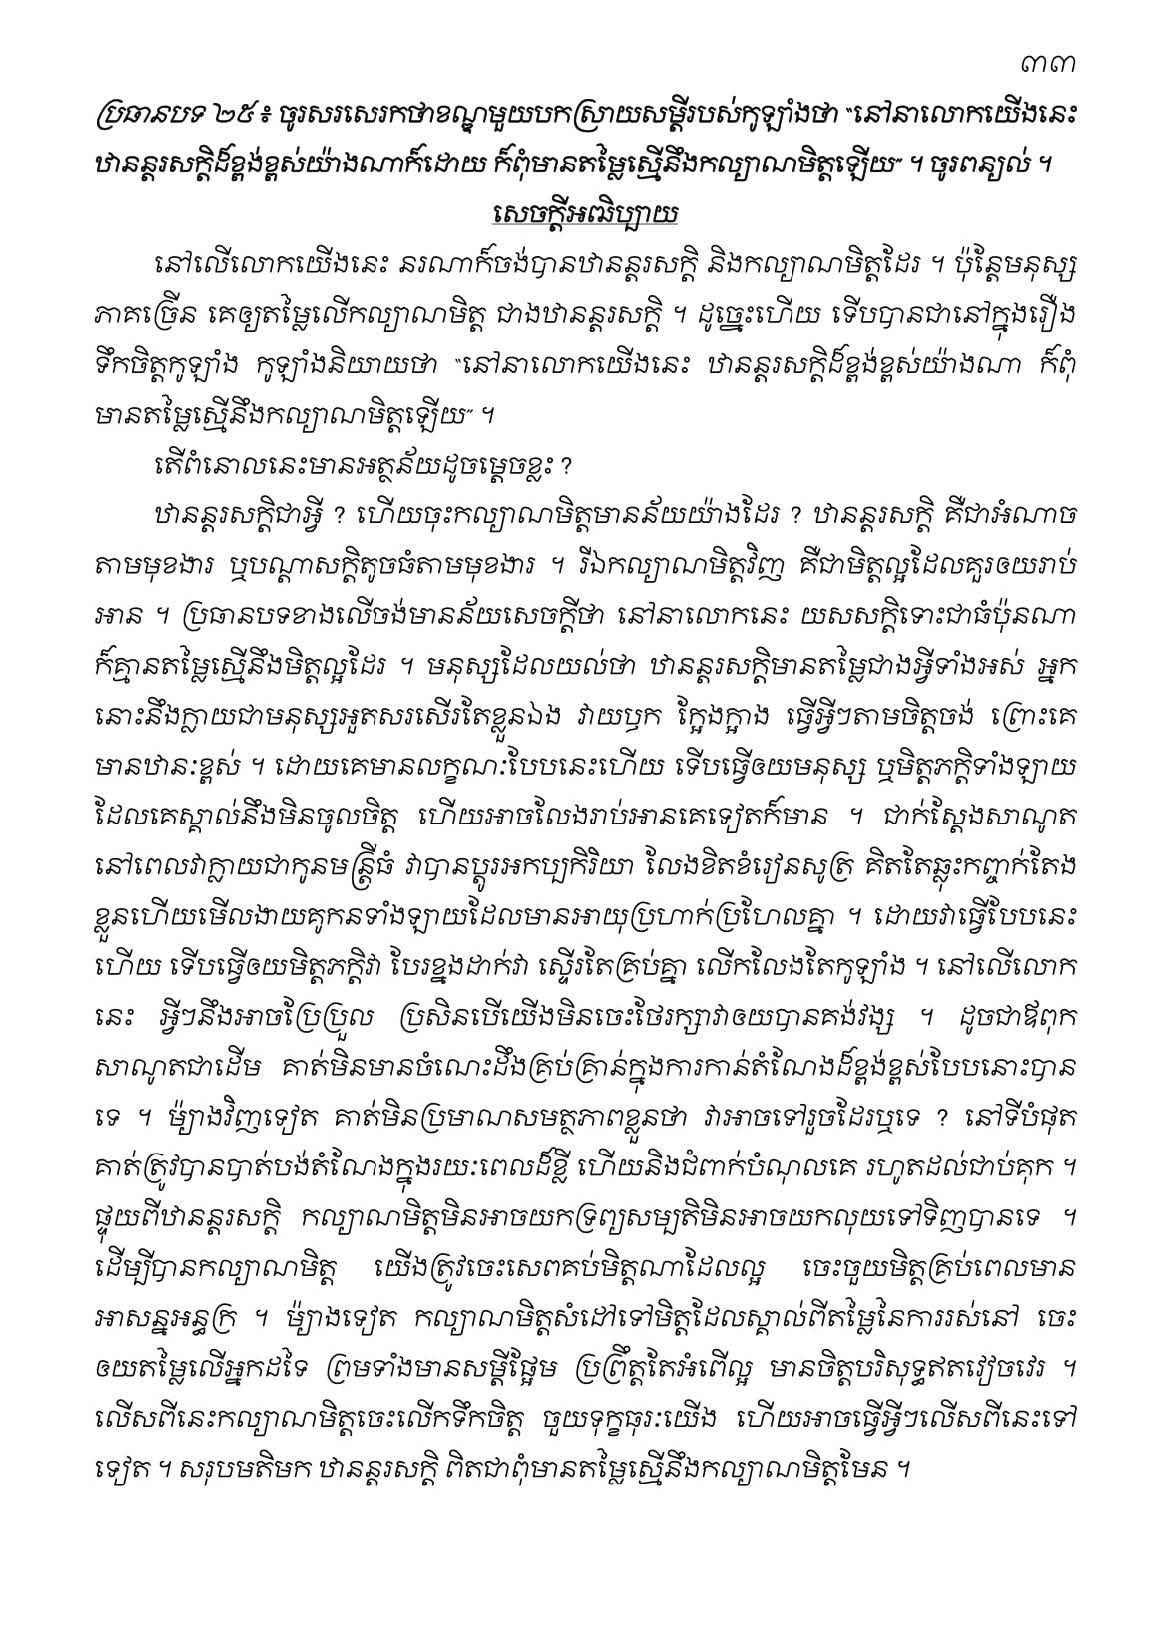 ៣៣
ប្រធានបទ ២៥៖ ចូរសរសេរកថាខណ្ឌមួយបកស្រាយសម្ដីរបស់កូឡាំងថា “នៅនាលោកយើងនេះ
ឋានន្តរសក្តិដ៏ខ្ពង់ខ្ពស់យ៉ាងណាក៏ដោយ ក៏ពុំមានតម្លៃស្មើនឹងកល្យាណមិត្តឡើយ” ។ ចូរពន្យល់ ។
សេចក្ដីអធិប្បាយ
នៅលើលោកយើងនេះ នរណាក៏ចង់បានឋានន្តរសក្តិ និងកល្យាណមិត្តដែរ ។ ប៉ុន្តែមនុស្ស
ភាគច្រើន គេឲ្យតម្លៃលើកល្យាណមិត្ត ជាងឋានន្តរសក្តិ ។ ដូច្នេះហើយ ទើបបានជានៅក្នុងរឿង
ទឹកចិត្តកូឡាំង កូឡាំងនិយាយថា “នៅនាលោកយើងនេះ ឋានន្តរសក្តិដ៏ខ្ពង់ខ្ពស់យ៉ាងណា ក៏ពុំ
មានតម្លៃស្មើនឹងកល្យាណមិត្តឡើយ” ។
តើពំនោលនេះមានអត្ថន័យដូចម្ដេចខ្លះ ?
ឋានន្តរសក្តិជាអ្វី ? ហើយចុះកល្យាណមិត្តមានន័យយ៉ាងដែរ ? ឋានន្តរសក្តិ គឺជាអំណាច
តាមមុខងារ ឬបណ្ដាសក្តិតូចធំតាមមុខងារ ។ រីឯកល្យាណមិត្តវិញ គឺជាមិត្តល្អដែលគួរឲយរាប់
អាន ។ ប្រធានបទខាងលើចង់មានន័យសេចក្ដីថា នៅនាលោកនេះ យសសក្តិទោះជាធំប៉ុនណា
ក៏គ្មានតម្លៃស្មើនឹងមិត្តល្អដែរ ។ មនុស្សដែលយល់ថា ឋានន្តរសក្តិមានតម្លៃជាងអ្វីទាំងអស់ អ្នក
នោះនឹងក្លាយជាមនុស្សអួតសរសើរតែខ្លួនឯង វាយឫក ក្អែងក្អាង ធ្វើអ្វីៗតាមចិត្តចង់ ព្រោះគេ
មានឋានៈខ្ពស់ ។ ដោយគេមានលក្ខណៈបែបនេះហើយ ទើបធ្វើឲយមនុស្ស ឬមិត្តភក្តិទាំងឡាយ
ដែលគេស្គាល់នឹងមិនចូលចិត្ត ហើយអាចលែងរាប់អានគេទៀតក៏មាន ។ ជាក់ស្ដែងសាណូត
នៅពេលវាក្លាយជាកូនមន្ត្រីធំ វាបានប្ដូរអកប្បកិរិយា លែងខិតខំរៀនសូត្រ គិតតែឆ្លុះកញ្ចក់តែង
ខ្លួនហើយមើលងាយគូកនទាំងឡាយដែលមានអាយុប្រហាក់ប្រហែលគ្នា ។ ដោយវាធ្វើបែបនេះ
ហើយ ទើបធ្វើឲយមិត្តភក្តិវា បែរខ្នងដាក់វា ស្ទើរតែគ្រប់គ្នា លើកលែងតែកូឡាំង ។ នៅលើលោក
នេះ អ្វីៗនឹងអាចប្រែប្រួល ប្រសិនបើយើងមិនចេះថែរក្សាវាឲយបានគង់វង្ស ។ ដូចជាឪពុក
សាណូតជាដើម គាត់មិនមានចំណេះដឹងគ្រប់គ្រាន់ក្នុងការកាន់តំណែងដ៏ខ្ពង់ខ្ពស់បែបនោះបាន
ទេ ។ ម៉្យាងវិញទៀត គាត់មិនប្រមាណសមត្ថភាពខ្លួនថា វាអាចទៅរួចដែរឬទេ ? នៅទីបំផុត
គាត់ត្រូវបានបាត់បង់តំណែងក្នុងរយៈពេលដ៏ខ្លី ហើយនិងជំពាក់បំណុលគេ រហូតដល់ជាប់គុក ។
ផ្ទុយពីឋានន្តរសក្តិ កល្យាណមិត្តមិនអាចយកទ្រព្យសម្បតិមិនអាចយកលុយទៅទិញបានទេ ។
ដើម្បីបានកល្យាណមិត្ត យើងត្រូវចេះសេពគប់មិត្តណាដែលល្អ ចេះចួយមិត្តគ្រប់ពេលមាន
អាសន្នអន្ធក្រ ។ ម៉្យាងទៀត កល្យាណមិត្តសំដៅទៅមិត្តដែលស្គាល់ពីតម្លៃនៃការរស់នៅ ចេះ
ឲយតម្លៃលើអ្នកដទៃ ព្រមទាំងមានសម្ដីផ្អែម ប្រព្រឹត្តតែអំពើល្អ មានចិត្តបរិសុទ្ធឥតវៀចវេរ ។
លើសពីនេះកល្យាណមិត្តចេះលើកទឹកចិត្ត ចួយទុក្ខធុរៈយើង ហើយអាចធ្វើអ្វីៗលើសពីនេះទៅ
ទៀត ។ សរុបមតិមក ឋានន្តរសក្តិ ពិតជាពុំមានតម្លៃស្មើនឹងកល្យាណមិត្តមែន ។